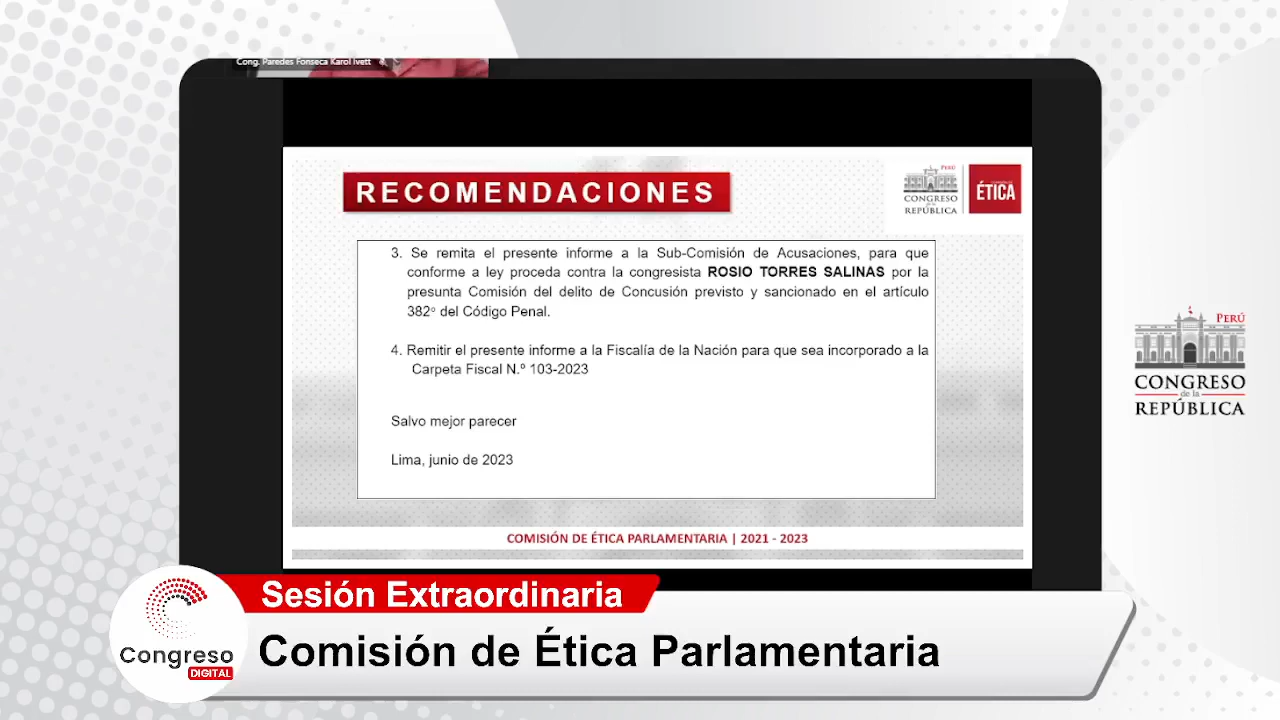 Cong. Paredes Fonseca Karol Ivett
RECOMENDACIONES
PERÚ
CONGRESO
de la
REPÚBLICA
ÉTICA
3. Se remita el presente informe a la Sub-Comisión de Acusaciones, para que
conforme a ley proceda contra la congresista ROSIO TORRES SALINAS por la
presunta Comisión del delito de Concusión previsto y sancionado en el artículo
382° del Código Penal.
4. Remitir el presente informe a la Fiscalía de la Nación para que sea incorporado a la
Carpeta Fiscal N.º 103-2023
Salvo mejor parecer
Lima, junio de 2023
COMISIÓN DE ÉTICA PARLAMENTARIA | 2021 - 2023
PERÚ
CONGRESO
de la
REPÚBLICA
Sesión Extraordinaria
Congreso
DIGITAL
Comisión de Ética Parlamentaria